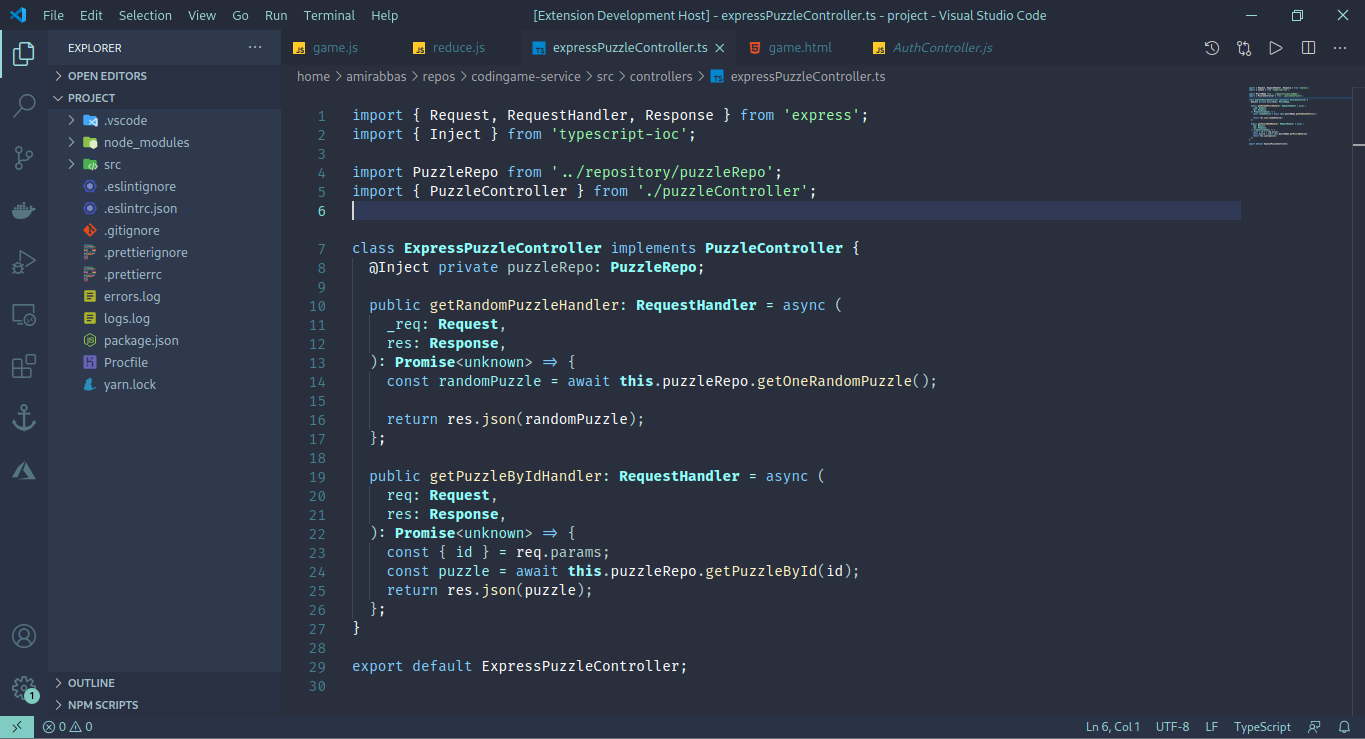 File Edit Selection View Go Run Terminal Help [Extension Development Host] - expressPuzzleController.ts - project - Visual Studio Code
EXPLORER
OPEN EDITORS
PROJECT
.vscode
node_modules
src
.eslintignore
.eslintrc.json
.gitignore
.prettierignore
.prettierrc
errors.log
logs.log
package.json
Procfile
yarn.lock
OUTLINE
NPM SCRIPTS
1
JS game.js JS reduce.js TS expressPuzzleController.ts game.html JS AuthController.js
home > amirabbas > repos > codingame-service > src > controllers > TS expressPuzzleController.ts
1 import { Request, RequestHandler, Response } from 'express';
2 import { Inject } from 'typescript-ioc';
3
4 import PuzzleRepo from '../repository/puzzleRepo';
5 import { PuzzleController } from './puzzleController';
6
7 class ExpressPuzzleController implements PuzzleController {
8 @Inject private puzzleRepo: PuzzleRepo;
9
10 public getRandomPuzzleHandler: RequestHandler = async (
11 _req: Request,
12 res: Response,
13 ): Promise<unknown> => {
14 const randomPuzzle = await this.puzzleRepo.getOneRandomPuzzle();
15
16 return res.json(randomPuzzle);
17 };
18
19 public getPuzzleByIdHandler: RequestHandler = async (
20 req: Request,
21 res: Response,
22 ): Promise<unknown> => {
23 const { id } = req.params;
24 const puzzle = await this.puzzleRepo.getPuzzleById(id);
25 return res.json(puzzle);
26 };
27 }
28
29 export default ExpressPuzzleController;
30
0 0 Ln 6, Col 1 UTF-8 LF TypeScript